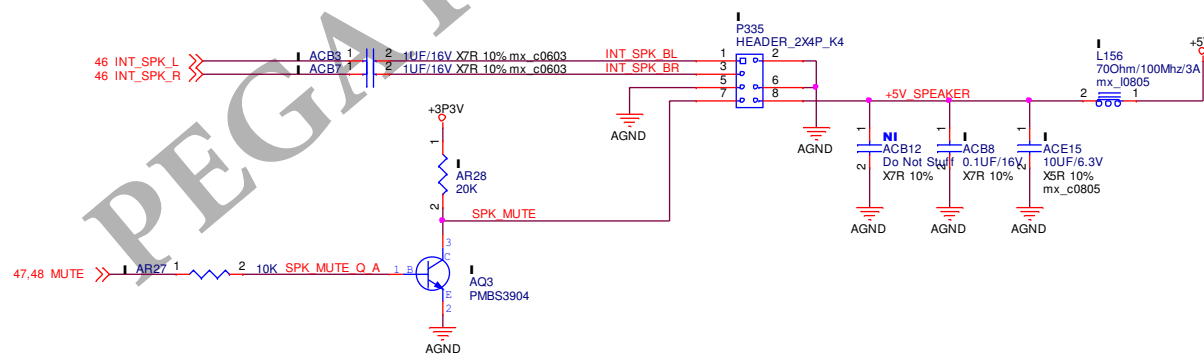 PEGA
I
P335
HEADER_2X4P_K4
46 INT_SPK_L
46 INT_SPK_R
I ACB3 1 2 1UF/16V X7R 10% mx_c0603 INT_SPK_BL
I ACB7 1 2 1UF/16V X7R 10% mx_c0603 INT_SPK_BR
1 2
3
5 6
7 8
AGND
AGND
+5V_SPEAKER
I
L156
70Ohm/100Mhz/3A
mx_l0805
2 1
+5
1 2
NI
ACB12
Do Not Stuff
X7R 10%
AGND
1 2
I
ACB8
0.1UF/16V
X7R 10%
AGND
1 2
I
ACE15
10UF/6.3V
X5R 10%
mx_c0805
AGND
+3P3V
1
I
AR28
20K
2
SPK_MUTE
47,48 MUTE
I AR27 1 2 10K SPK_MUTE_Q_A
1 B
3
C
E
2
I
AQ3
PMBS3904
AGND